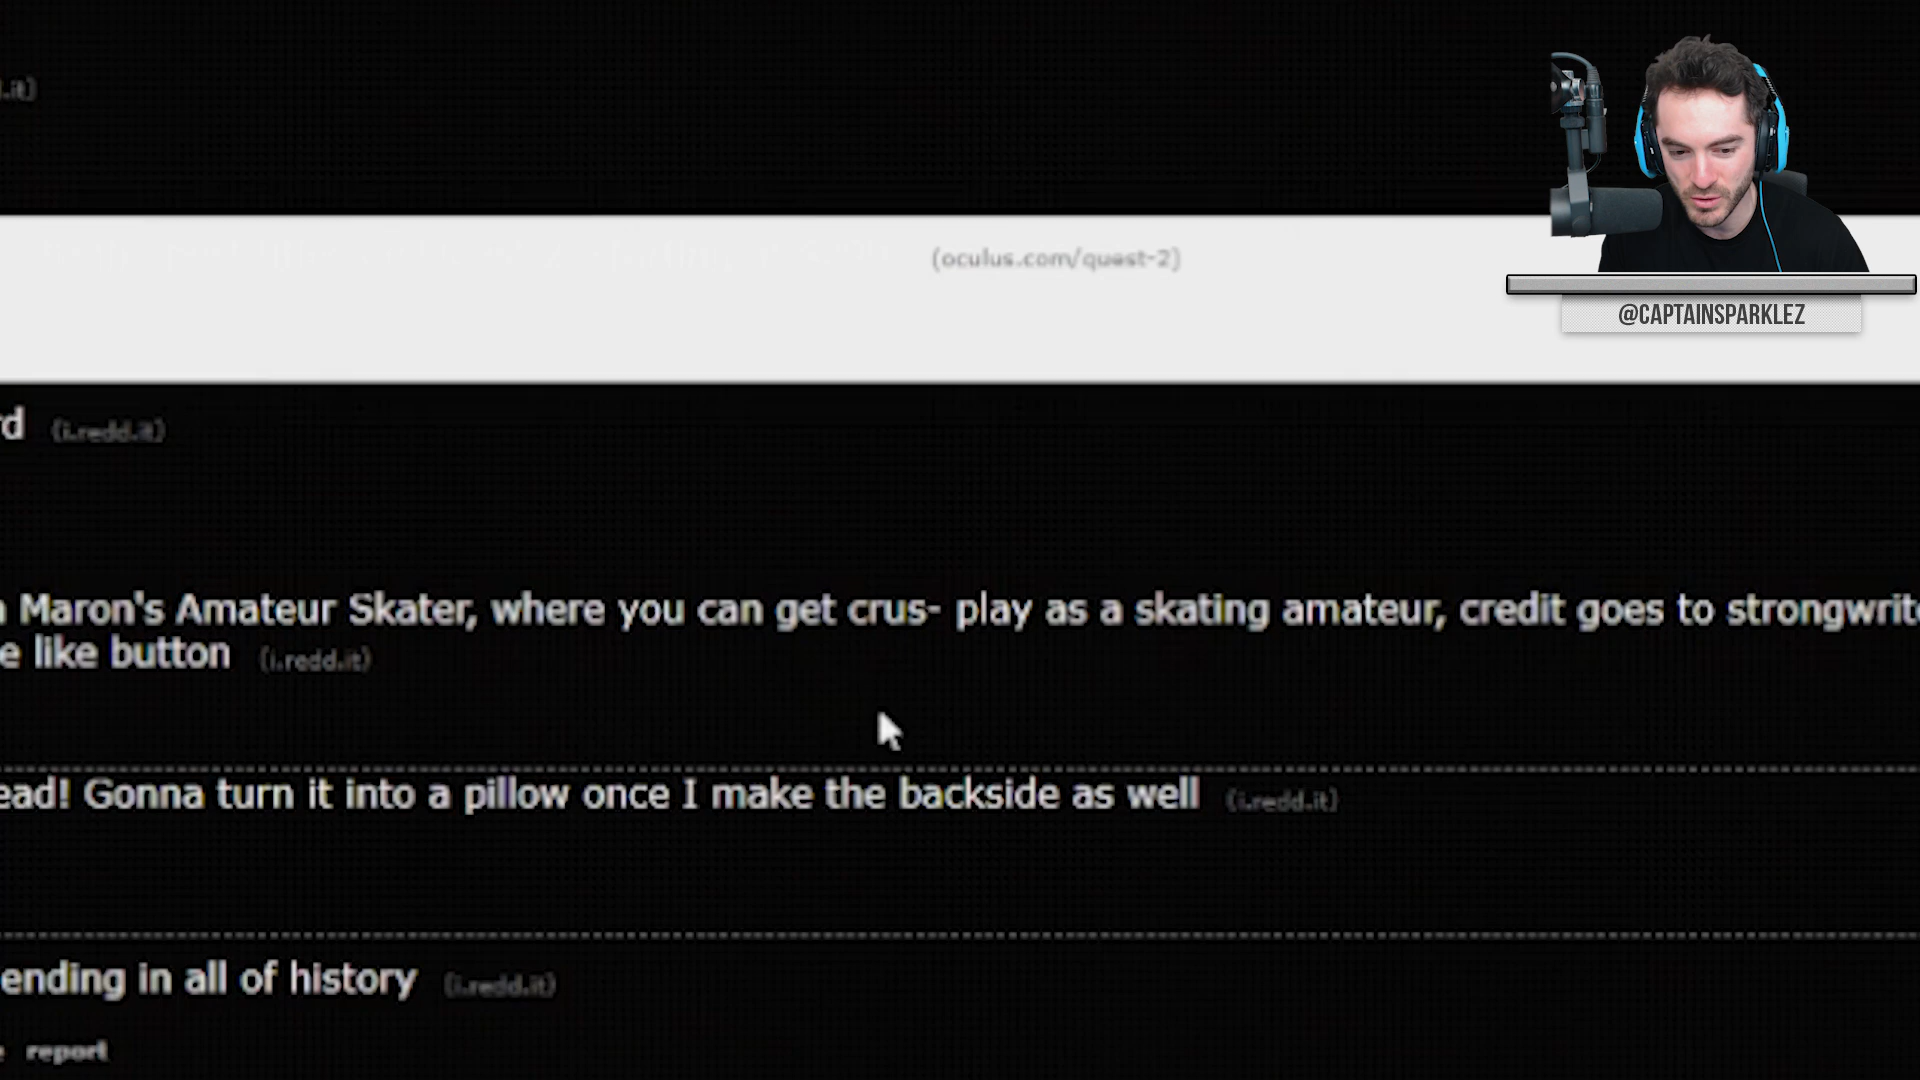 .it)
(oculus.com/quest-2)
@CAPTAINSPARKLEZ
rd (i.redd.it)
Maron's Amateur Skater, where you can get crus- play as a skating amateur, credit goes to strongwrite
e like button (i.redd.it)
ead! Gonna turn it into a pillow once I make the backside as well (i.redd.it)
ending in all of history (i.redd.it)
report